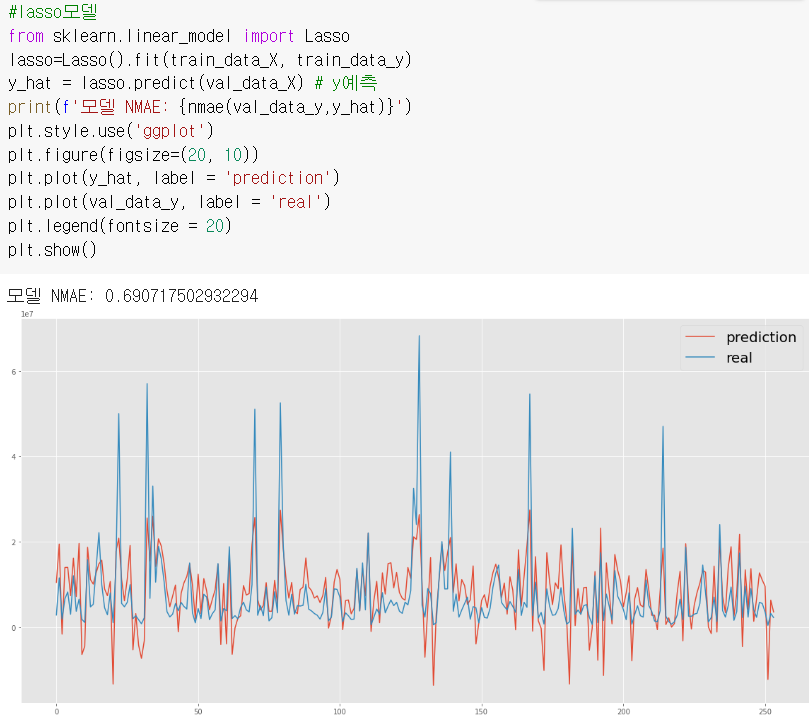 #lasso모델
from sklearn.linear_model import Lasso
lasso=Lasso().fit(train_data_X, train_data_y)
y_hat = lasso.predict(val_data_X) # y예측
print(f'모델 NMAE: {nmae(val_data_y,y_hat)}')
plt.style.use('ggplot')
plt.figure(figsize=(20, 10))
plt.plot(y_hat, label = 'prediction')
plt.plot(val_data_y, label = 'real')
plt.legend(fontsize = 20)
plt.show()
모델 NMAE: 0.690717502932294
1e7
prediction
real
6
4
2
0
0 50 100 150 200 250